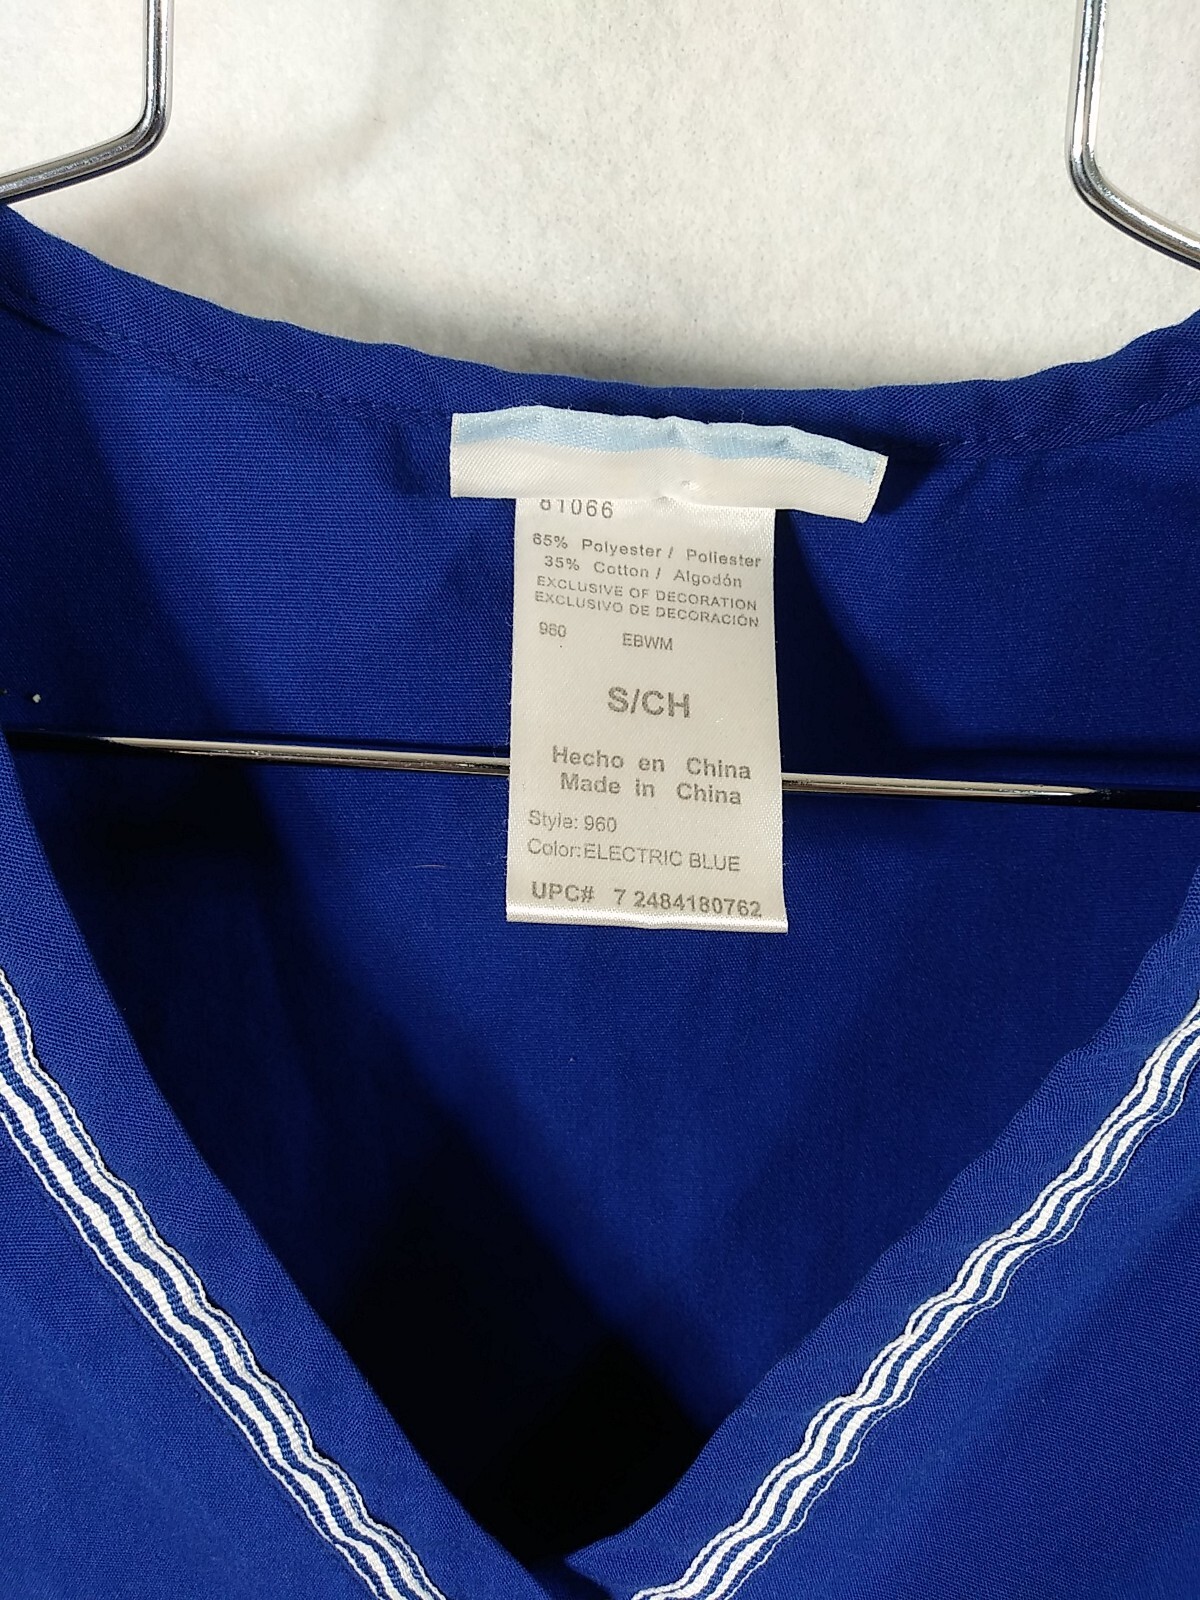 81066
65% Polyester / Poliester
35% Cotton / Algodón
EXCLUSIVE OF DECORATION
EXCLUSIVO DE DECORACIÓN
960 EBWM
S/CH
Hecho en China
Made in China
Style: 960
Color:ELECTRIC BLUE
UPC# 7 2484180762